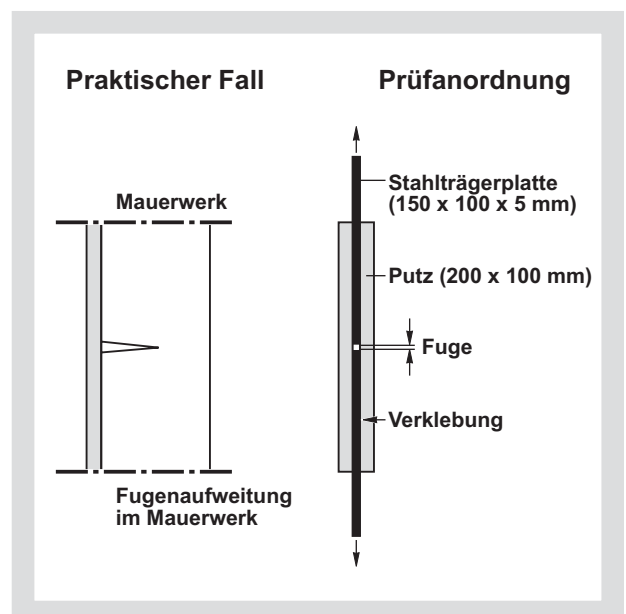 Praktischer Fall
Prüfanordnung
Mauerwerk
Stahlträgerplatte
(150 x 100 x 5 mm)
Putz (200 x 100 mm)
Fuge
Verklebung
Fugenaufweitung
im Mauerwerk